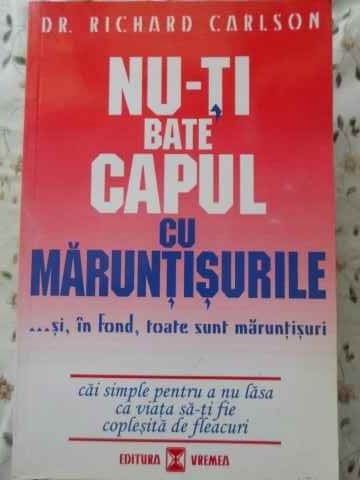 DR. RICHARD CARLSON
NU-ȚI
BATE
CAPUL
CU
MĂRUNȚIȘURILE
...și, în fond, toate sunt mărunțișuri
căi simple pentru a nu lăsa
ca viața să-ți fie
copleșită de fleacuri
EDITURA VREMEA